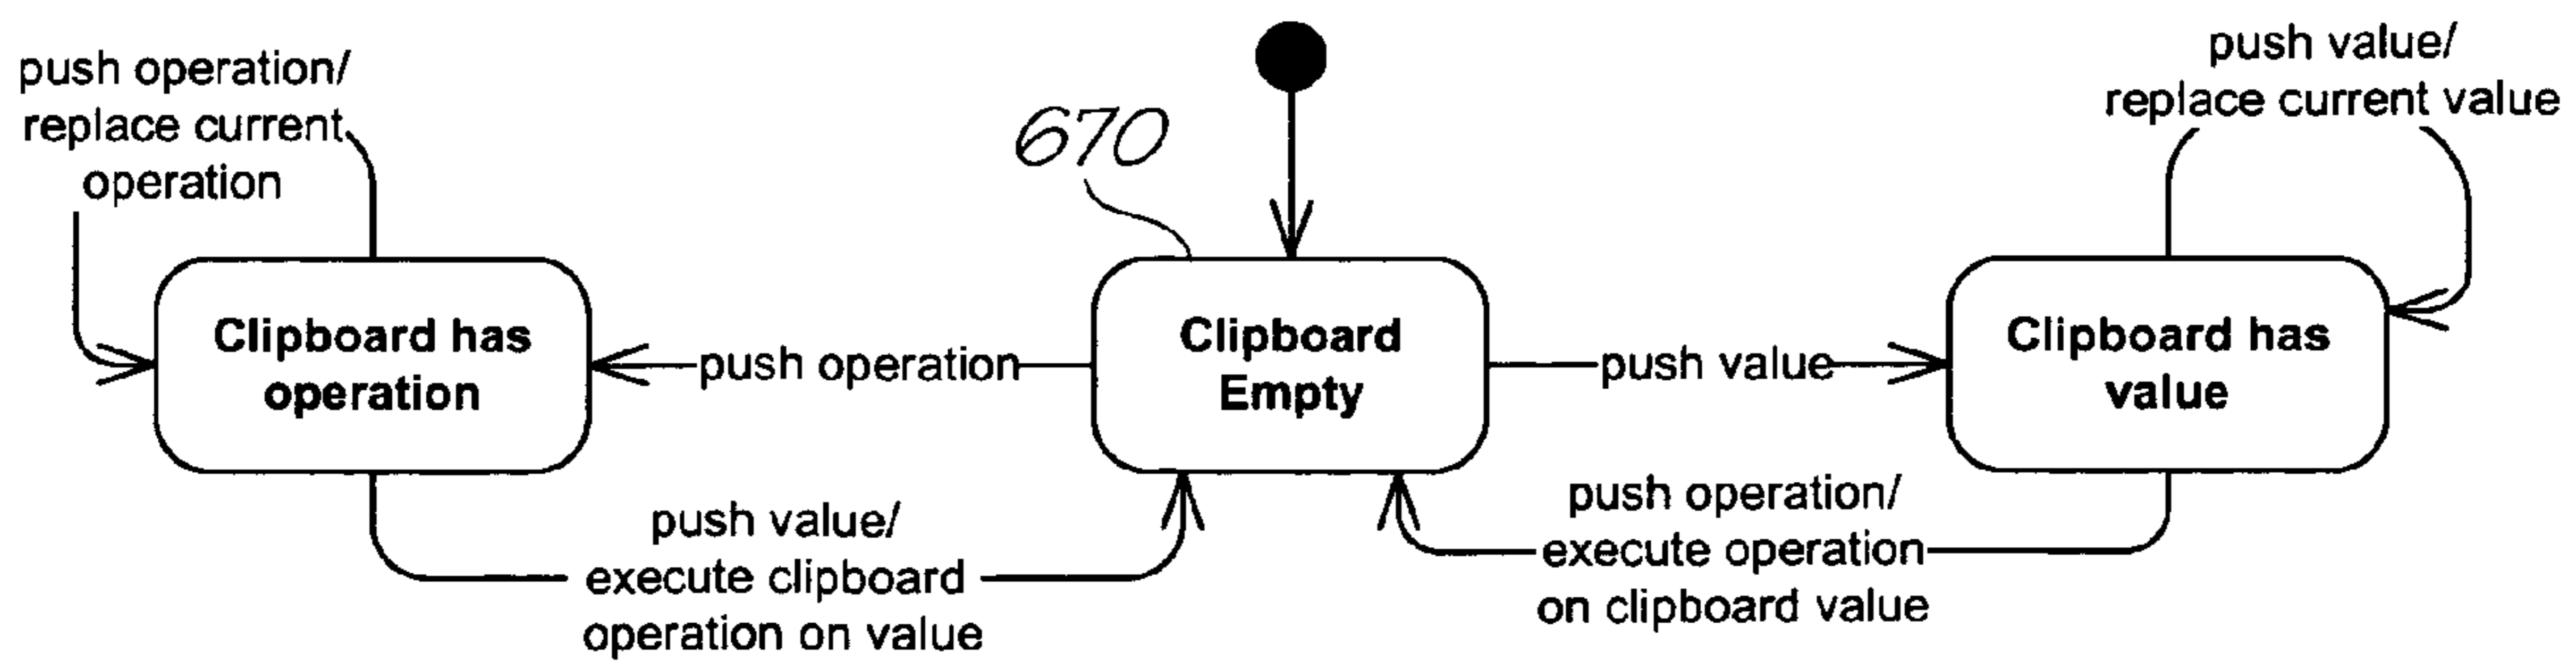 push operation/
replace current
operation
670
push value/
replace current value
Clipboard has
operation
push operation
Clipboard
Empty
push value
Clipboard has
value
push value/
execute clipboard
operation on value
push operation/
execute operation
on clipboard value